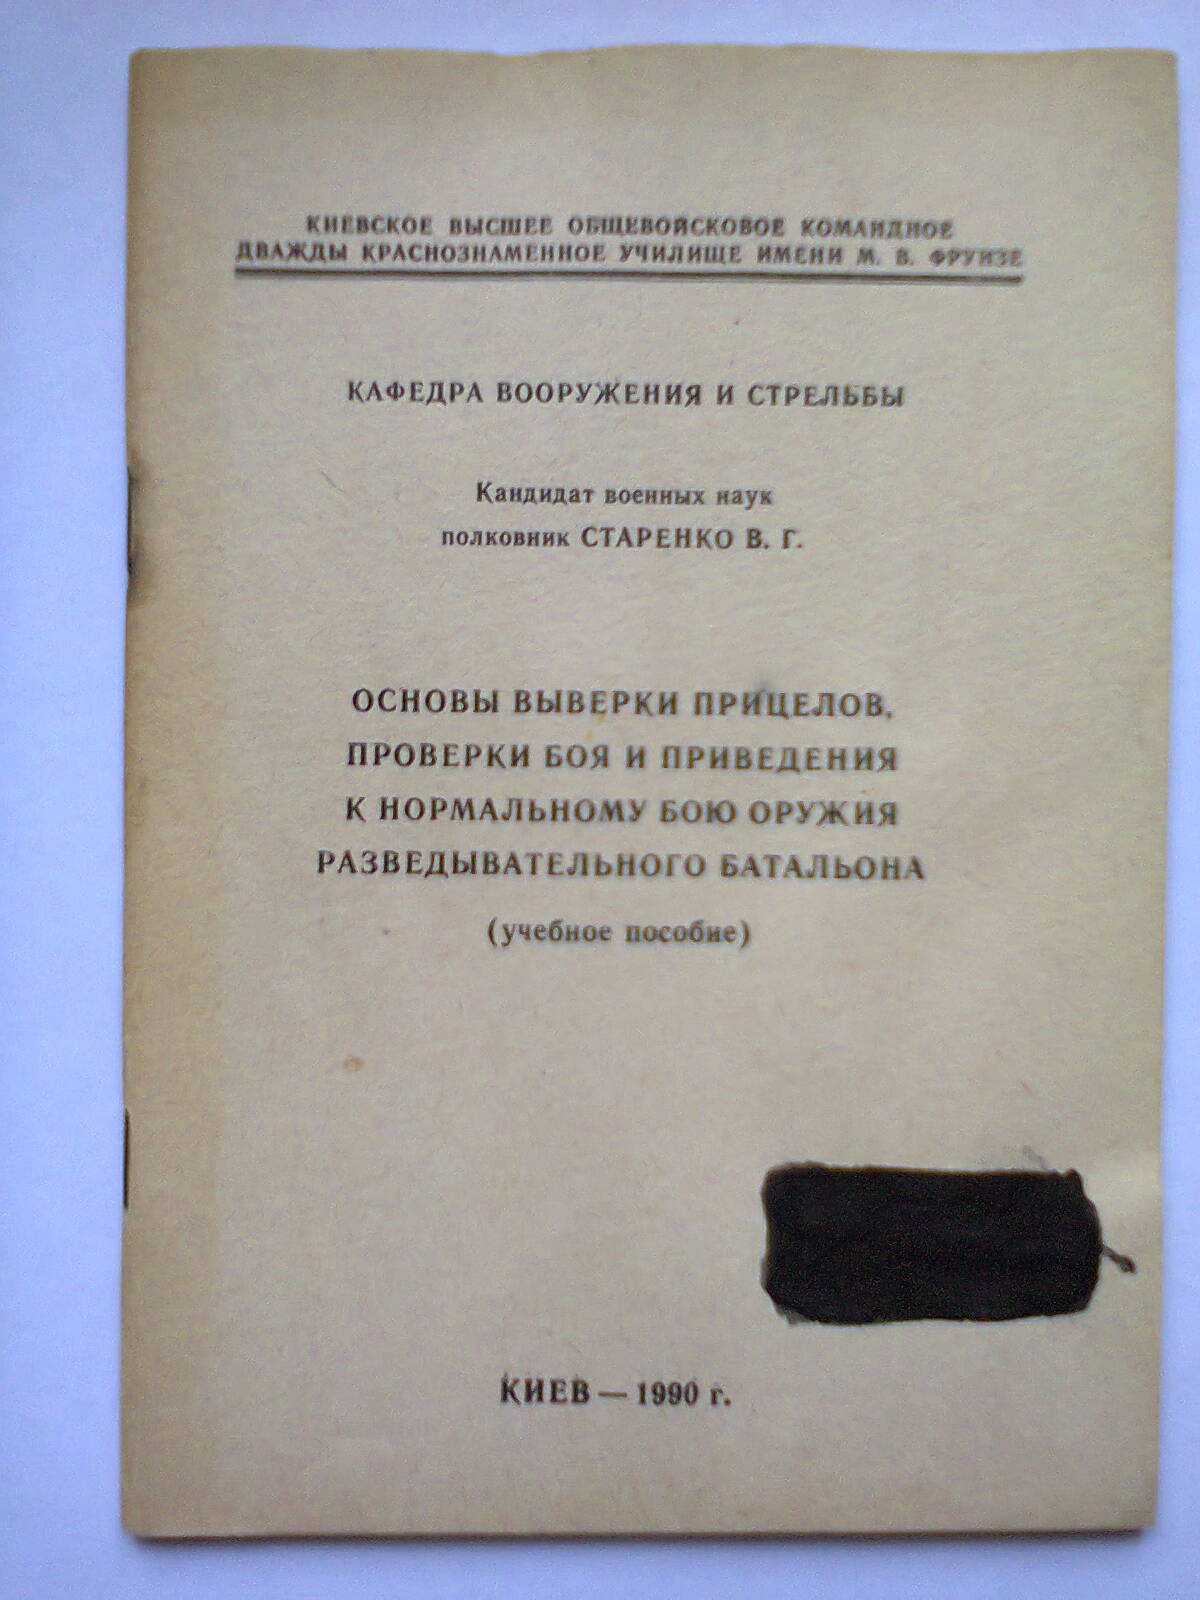 КИЕВСКОЕ ВЫСШЕЕ ОБЩЕВОЙСКОВОЕ КОМАНДНОЕ
ДВАЖДЫ КРАСНОЗНАМЕННОЕ УЧИЛИЩЕ ИМЕНИ М. В. ФРУНЗЕ
КАФЕДРА ВООРУЖЕНИЯ И СТРЕЛЬБЫ
Кандидат военных наук
полковник СТАРЕНКО В. Г.
ОСНОВЫ ВЫВЕРКИ ПРИЦЕЛОВ,
ПРОВЕРКИ БОЯ И ПРИВЕДЕНИЯ
К НОРМАЛЬНОМУ БОЮ ОРУЖИЯ
РАЗВЕДЫВАТЕЛЬНОГО БАТАЛЬОНА
(учебное пособие)
КИЕВ — 1990 г.